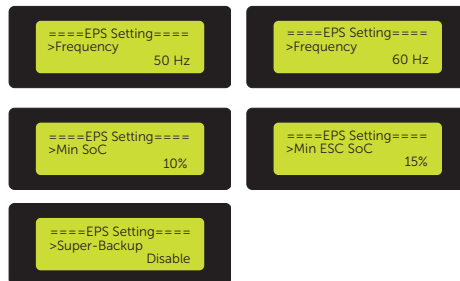 ====EPS Setting====
>Frequency
50 Hz
====EPS Setting====
>Frequency
60 Hz
====EPS Setting====
>Min SoC
10%
====EPS Setting====
>Min ESC SoC
15%
====EPS Setting====
>Super-Backup
Disable